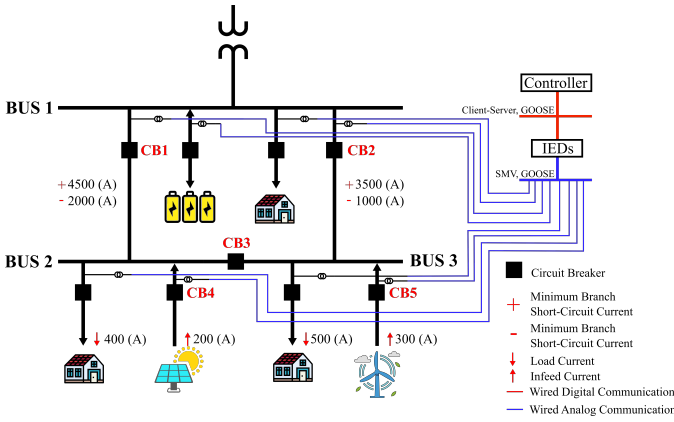 Controller
Client-Server, GOOSE
BUS 1
IEDs
CB1
CB2
SMV, GOOSE
+4500 (A)
- 2000 (A)
+3500 (A)
- 1000 (A)
CB3
BUS 2
BUS 3
CB4
CB5
Circuit Breaker
+ Minimum Branch
Short-Circuit Current
- Minimum Branch
Short-Circuit Current
↓ Load Current
↑ Infeed Current
Wired Digital Communication
Wired Analog Communication
↓ 400 (A)
↑ 200 (A)
↓ 500 (A)
↑ 300 (A)